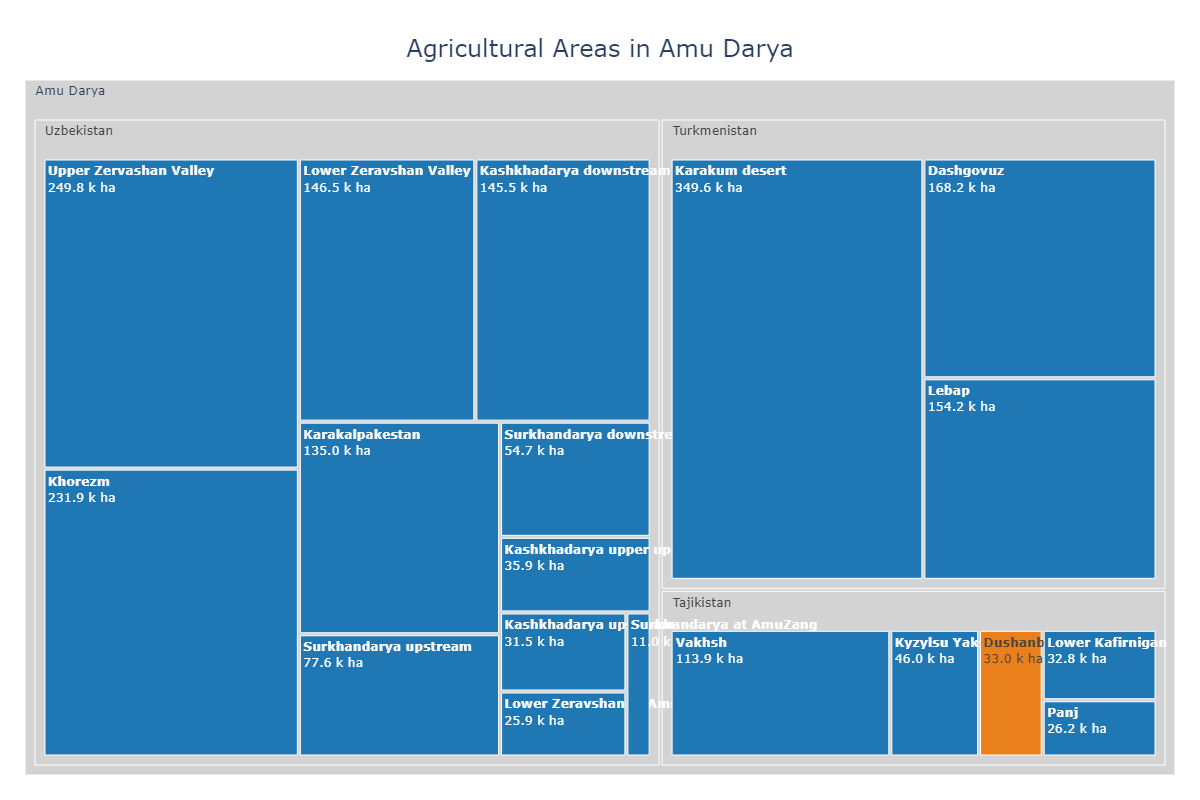 Agricultural Areas in Amu Darya
Amu Darya
Uzbekistan
Upper Zervashan Valley
249.8 k ha
Khorezm
231.9 k ha
Lower Zeravshan Valley
146.5 k ha
Kashkhadarya downstream
145.5 k ha
Karakalpakestan
135.0 k ha
Surkhandarya upstream
77.6 k ha
Surkhandarya downstre
54.7 k ha
Kashkhadarya upper up
35.9 k ha
Kashkhadarya up
31.5 k ha
Lower Zeravshan
25.9 k ha
Surkhandarya at AmuZang
11.0 k
Turkmenistan
Karakum desert
349.6 k ha
Dashgovuz
168.2 k ha
Lebap
154.2 k ha
Tajikistan
Vakhsh
113.9 k ha
Kyzylsu Yak
46.0 k ha
Dushanb
33.0 k ha
Lower Kafirnigan
32.8 k ha
Panj
26.2 k ha